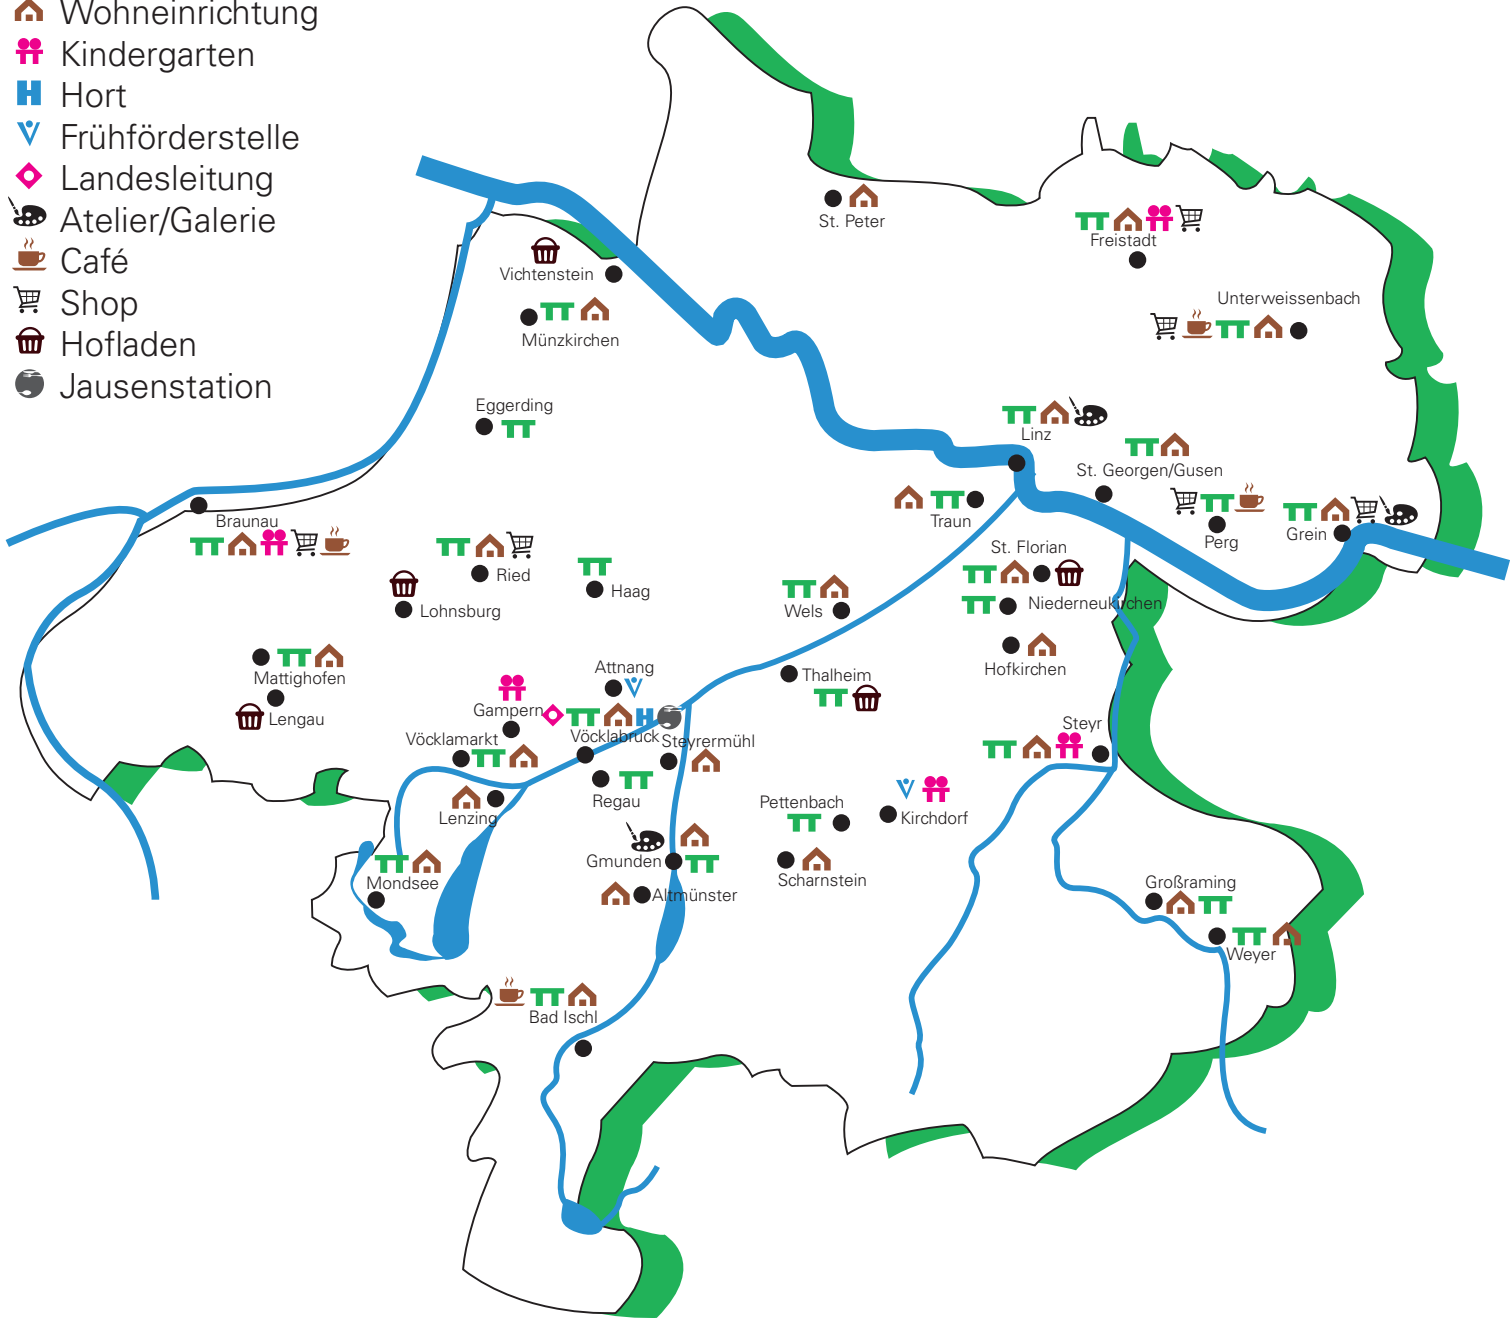 Wohneinrichtung
Kindergarten
Hort
Frühförderstelle
Landesleitung
Atelier/Galerie
Café
Shop
Hofladen
Jausenstation
St. Peter
Freistadt
Vichtenstein
Unterweissenbach
Münzkirchen
Eggerding
Linz
St. Georgen/Gusen
Braunau
Traun
Perg
Grein
St. Florian
Ried
Haag
Lohnsburg
Wels
Niederneukirchen
Hofkirchen
Attnang
Thalheim
Mattighofen
Lengau
Gampern
Vöcklamarkt
Vöcklabruck
Steyrermühl
Steyr
Regau
Lenzing
Pettenbach
Kirchdorf
Gmunden
Scharnstein
Mondsee
Altmünster
Großraming
Weyer
Bad Ischl